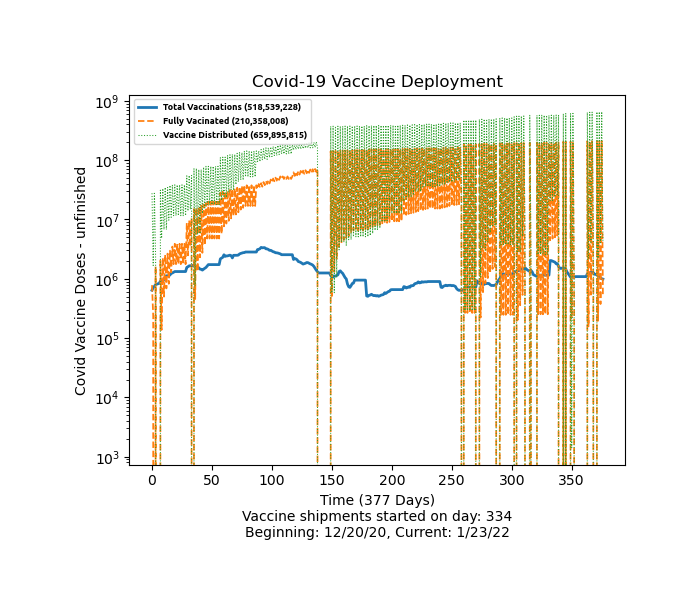 Covid-19 Vaccine Deployment
Total Vaccinations (518,539,228)
Fully Vacinated (210,358,008)
Vaccine Distributed (659,895,815)
Covid Vaccine Doses - unfinished
10⁹
10⁸
10⁷
10⁶
10⁵
10⁴
10³
0 50 100 150 200 250 300 350
Time (377 Days)
Vaccine shipments started on day: 334
Beginning: 12/20/20, Current: 1/23/22